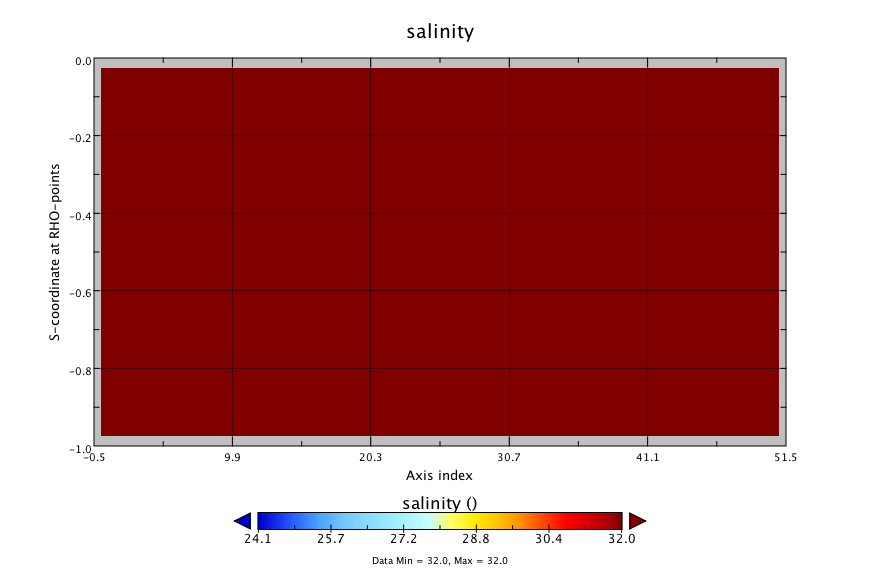 salinity
0.0
-0.2
-0.4
-0.6
-0.8
-1.0
S-coordinate at RHO-points
-0.5 9.9 20.3 30.7 41.1 51.5
Axis index
salinity ()
24.1 25.7 27.2 28.8 30.4 32.0
Data Min = 32.0, Max = 32.0